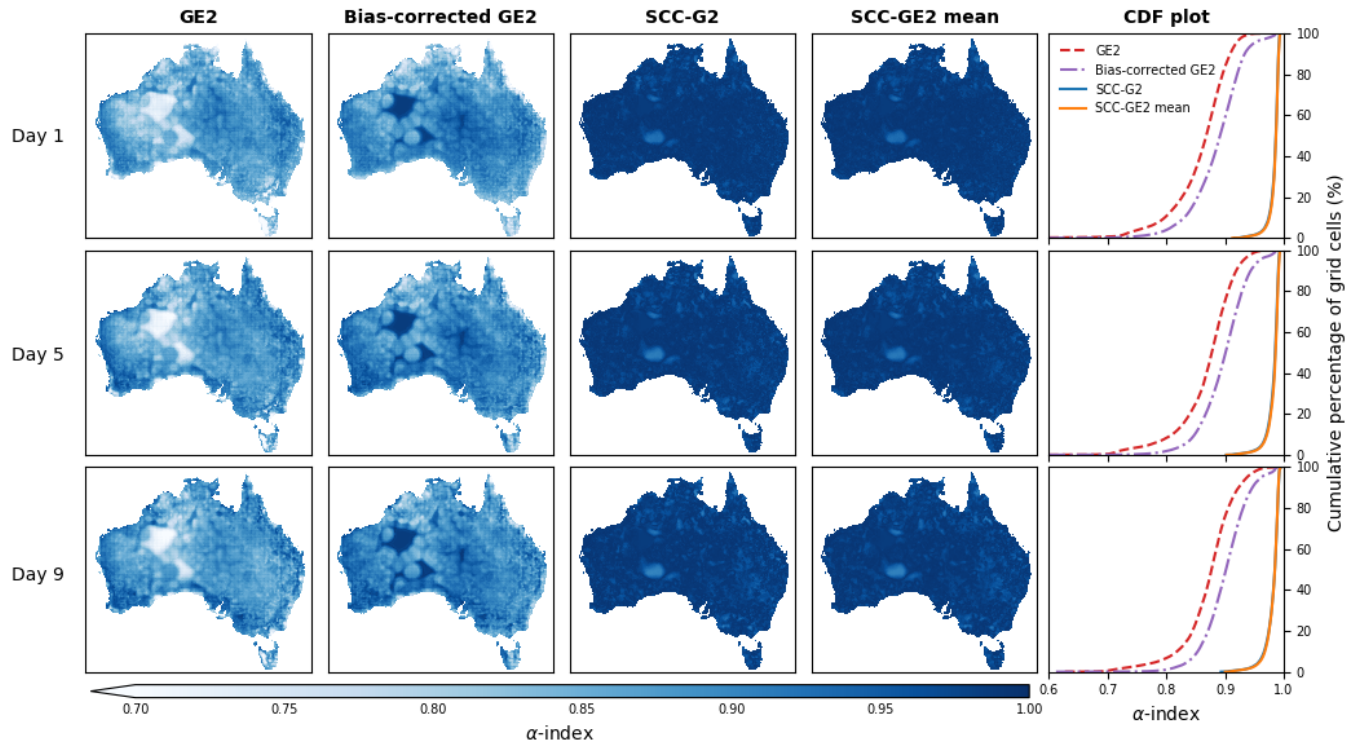 GE2
Bias-corrected GE2
SCC-G2
SCC-GE2 mean
CDF plot
Day 1
GE2
Bias-corrected GE2
SCC-G2
SCC-GE2 mean
100
80
60
40
20
0
Day 5
100
80
60
40
20
0
Day 9
100
80
60
40
20
0
Cumulative percentage of grid cells (%)
0.6
0.7
0.8
0.9
1.0
α-index
0.70
0.75
0.80
0.85
0.90
0.95
1.00
α-index